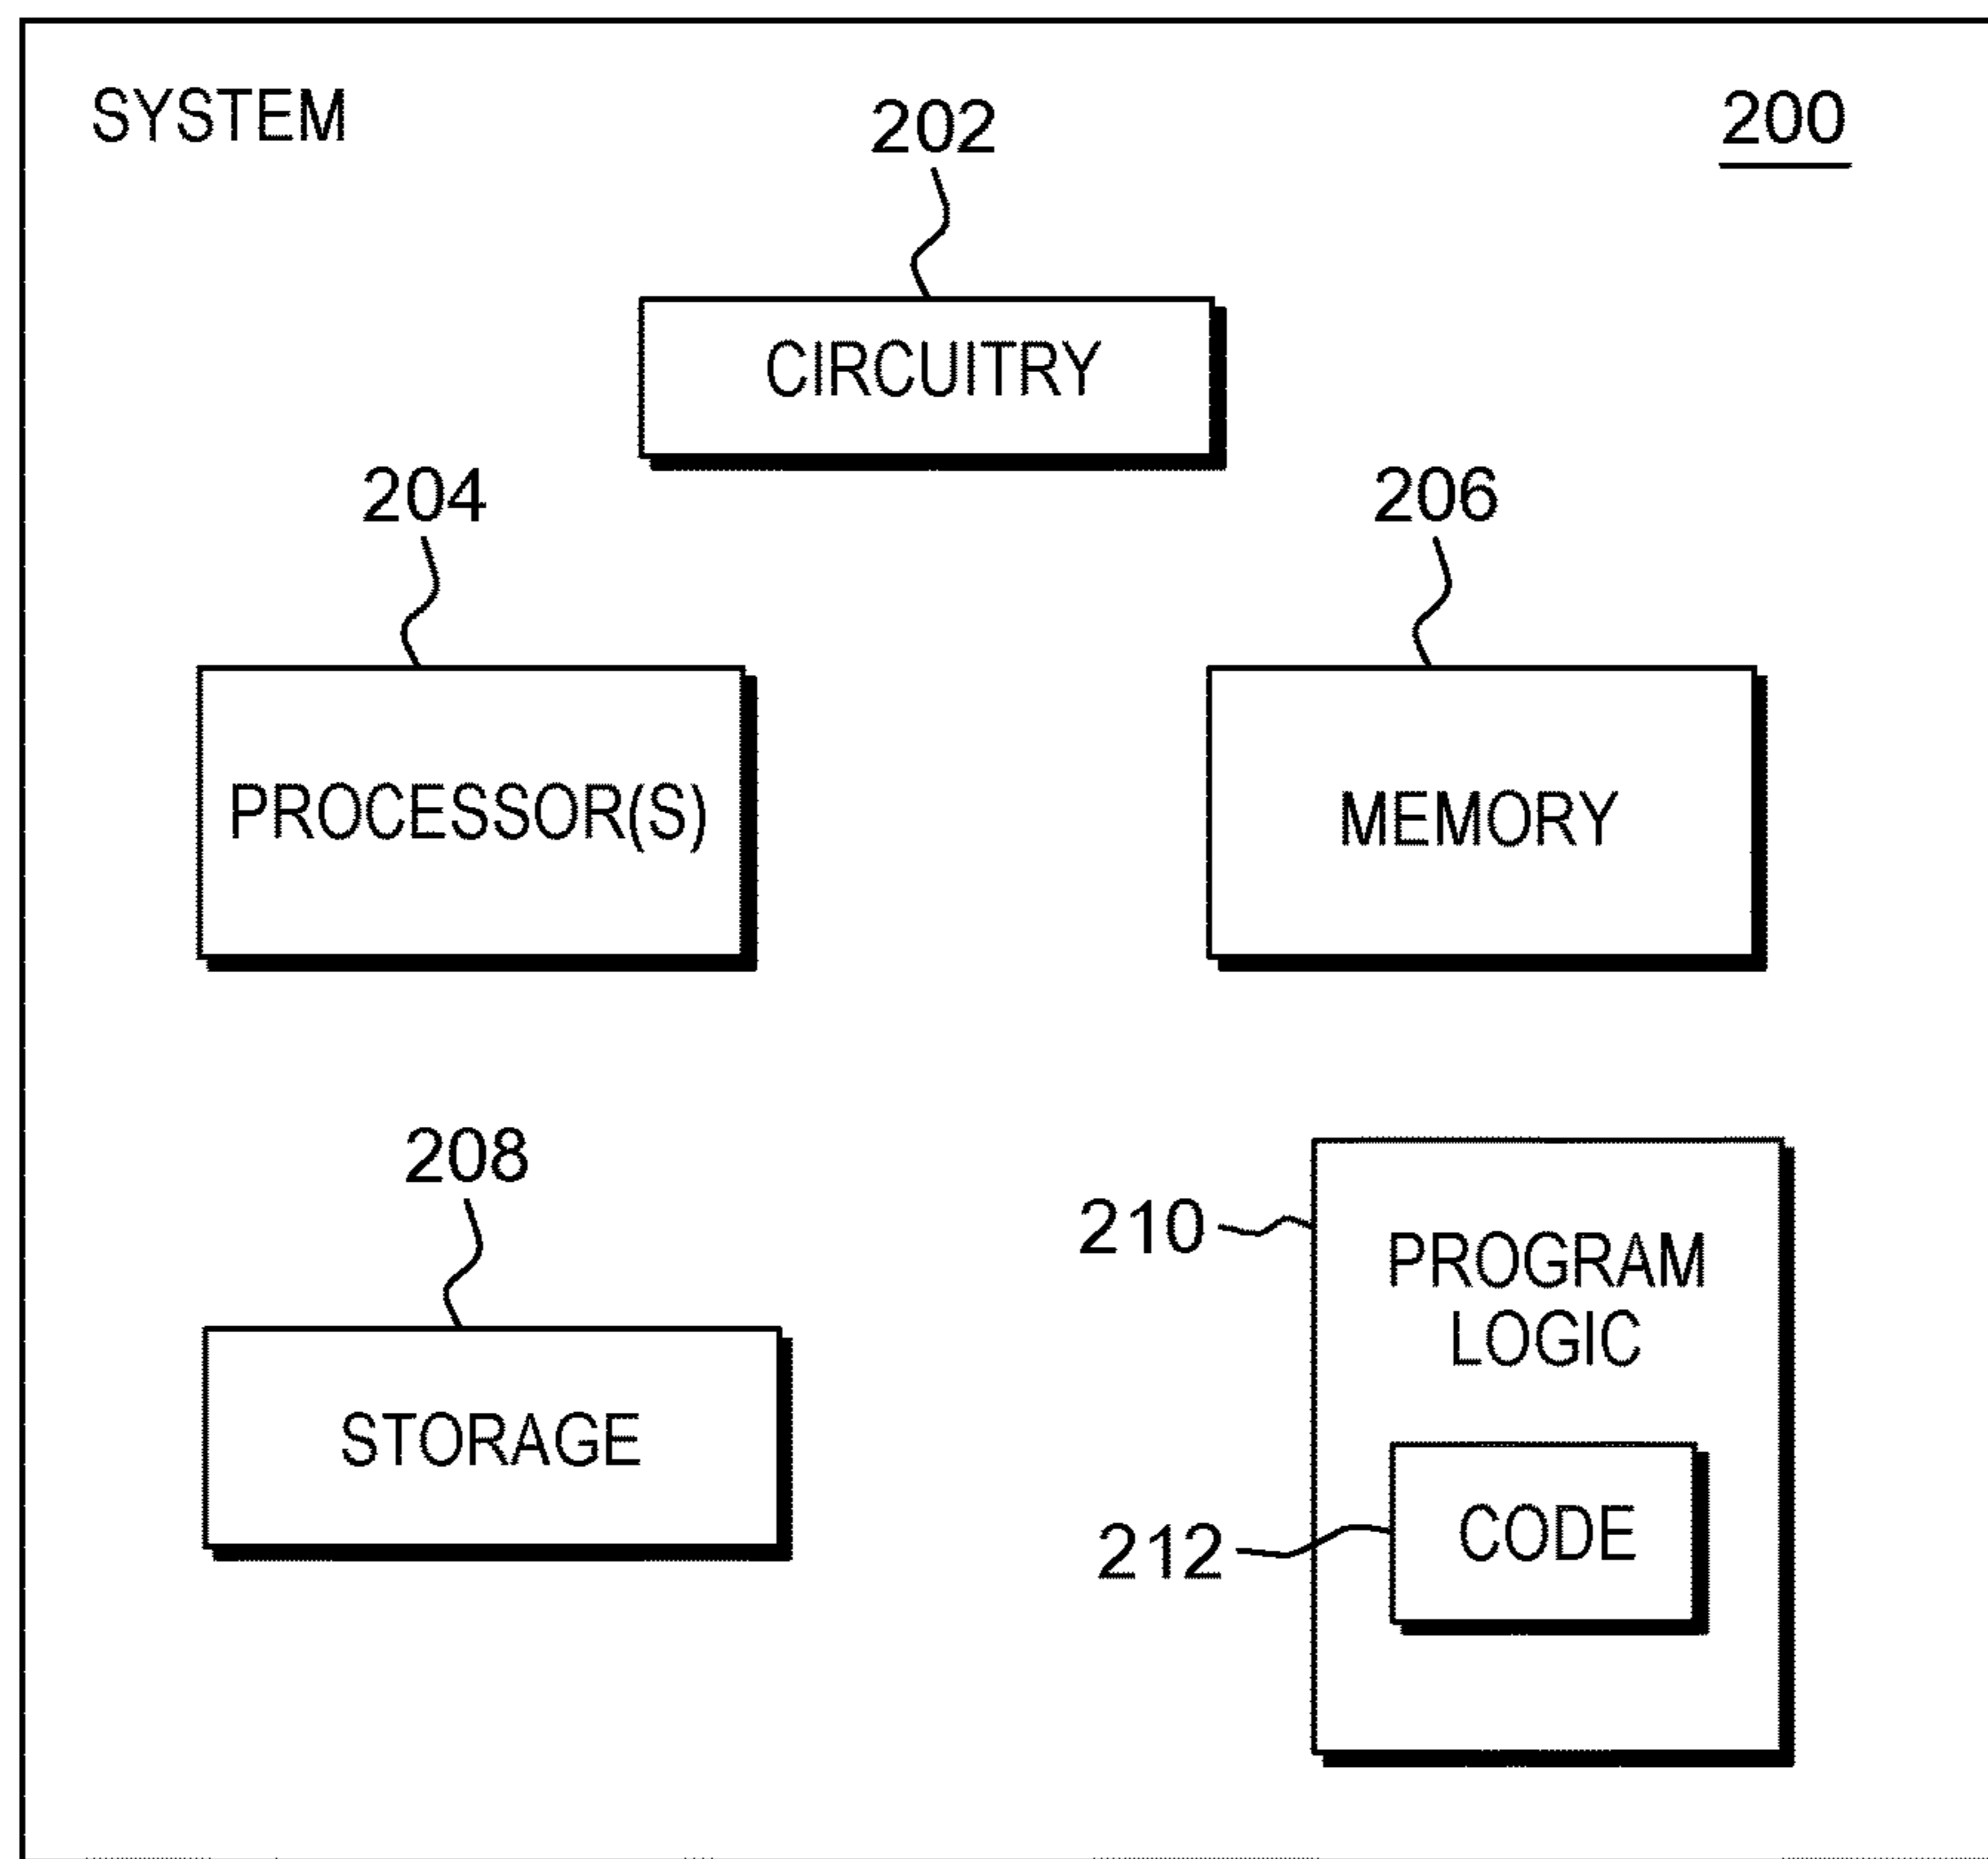 SYSTEM
200
202
CIRCUITRY
204
206
PROCESSOR(S)
MEMORY
208
210
PROGRAM
LOGIC
STORAGE
212
CODE